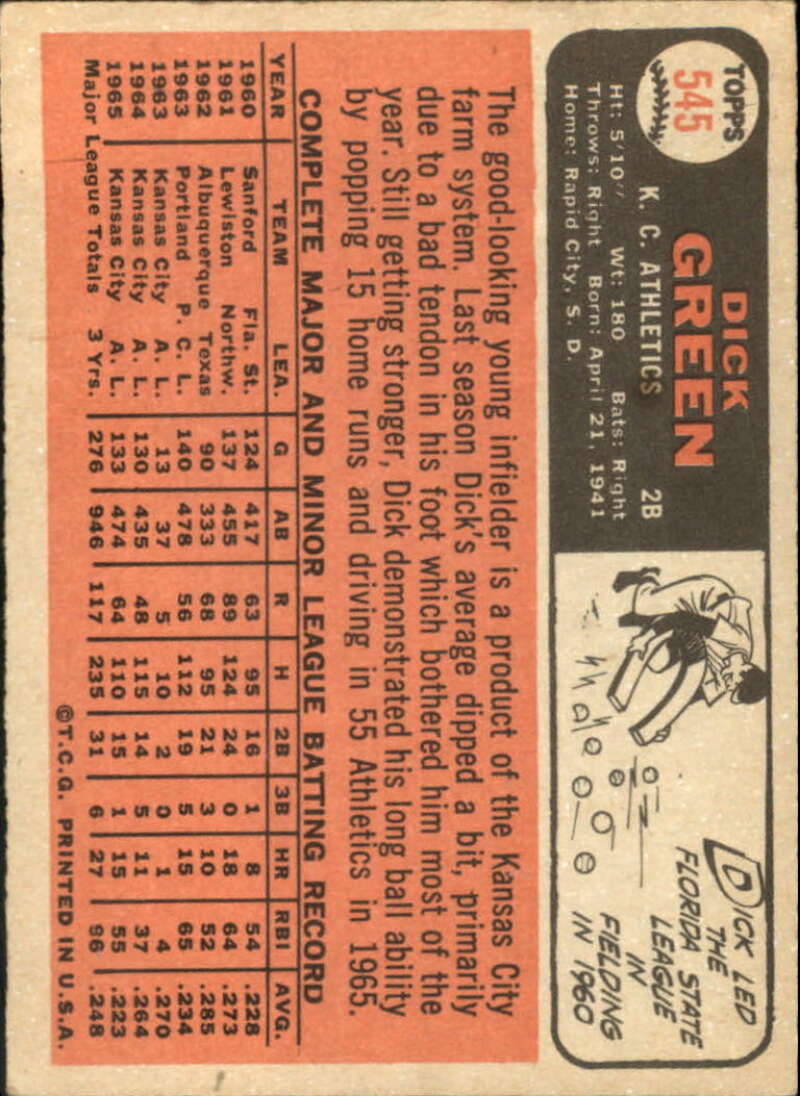 TOPPS
545
DICK
GREEN
K. C. ATHLETICS 2B
Ht: 5'10" Wt: 180 Bats: Right
Throws: Right Born: April 21, 1941
Home: Rapid City, S. D.
DICK LED
THE
FLORIDA STATE
LEAGUE
IN
FIELDING
IN 1960
The good-looking young infielder is a product of the Kansas City
farm system. Last season Dick's average dipped a bit, primarily
due to a bad tendon in his foot which bothered him most of the
year. Still getting stronger, Dick demonstrated his long ball ability
by popping 15 home runs and driving in 55 Athletics in 1965.
COMPLETE MAJOR AND MINOR LEAGUE BATTING RECORD
YEAR TEAM LEA. G AB R H 2B 3B HR RBI AVG.
1960 Sanford Fla. St. 124 417 63 95 16 1 8 54 .228
1961 Lewiston Northw. 137 455 89 124 24 0 18 64 .273
1962 Albuquerque Texas 90 333 68 95 21 3 10 52 .285
1963 Portland P. C. L. 140 478 56 112 19 5 15 65 .234
1963 Kansas City A. L. 13 37 5 10 2 0 1 4 .270
1964 Kansas City A. L. 130 435 48 115 14 5 11 37 .264
1965 Kansas City A. L. 133 474 64 110 15 1 15 55 .223
Major League Totals 3 Yrs. 276 946 117 235 31 6 27 96 .248
©T.C.G. PRINTED IN U.S.A.